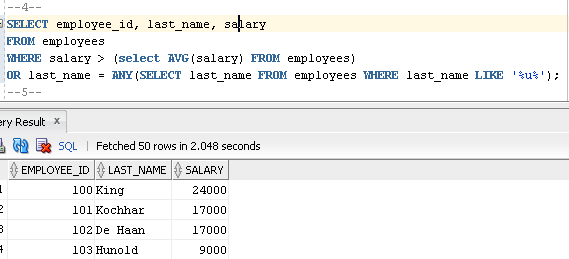 --4--
SELECT employee_id, last_name, salary
FROM employees
WHERE salary > (select AVG(salary) FROM employees)
OR last_name = ANY(SELECT last_name FROM employees WHERE last_name LIKE '%u%');
--5--
ery Result x
SQL | Fetched 50 rows in 2.048 seconds
EMPLOYEE_ID LAST_NAME SALARY
1 100 King 24000
2 101 Kochhar 17000
3 102 De Haan 17000
4 103 Hunold 9000